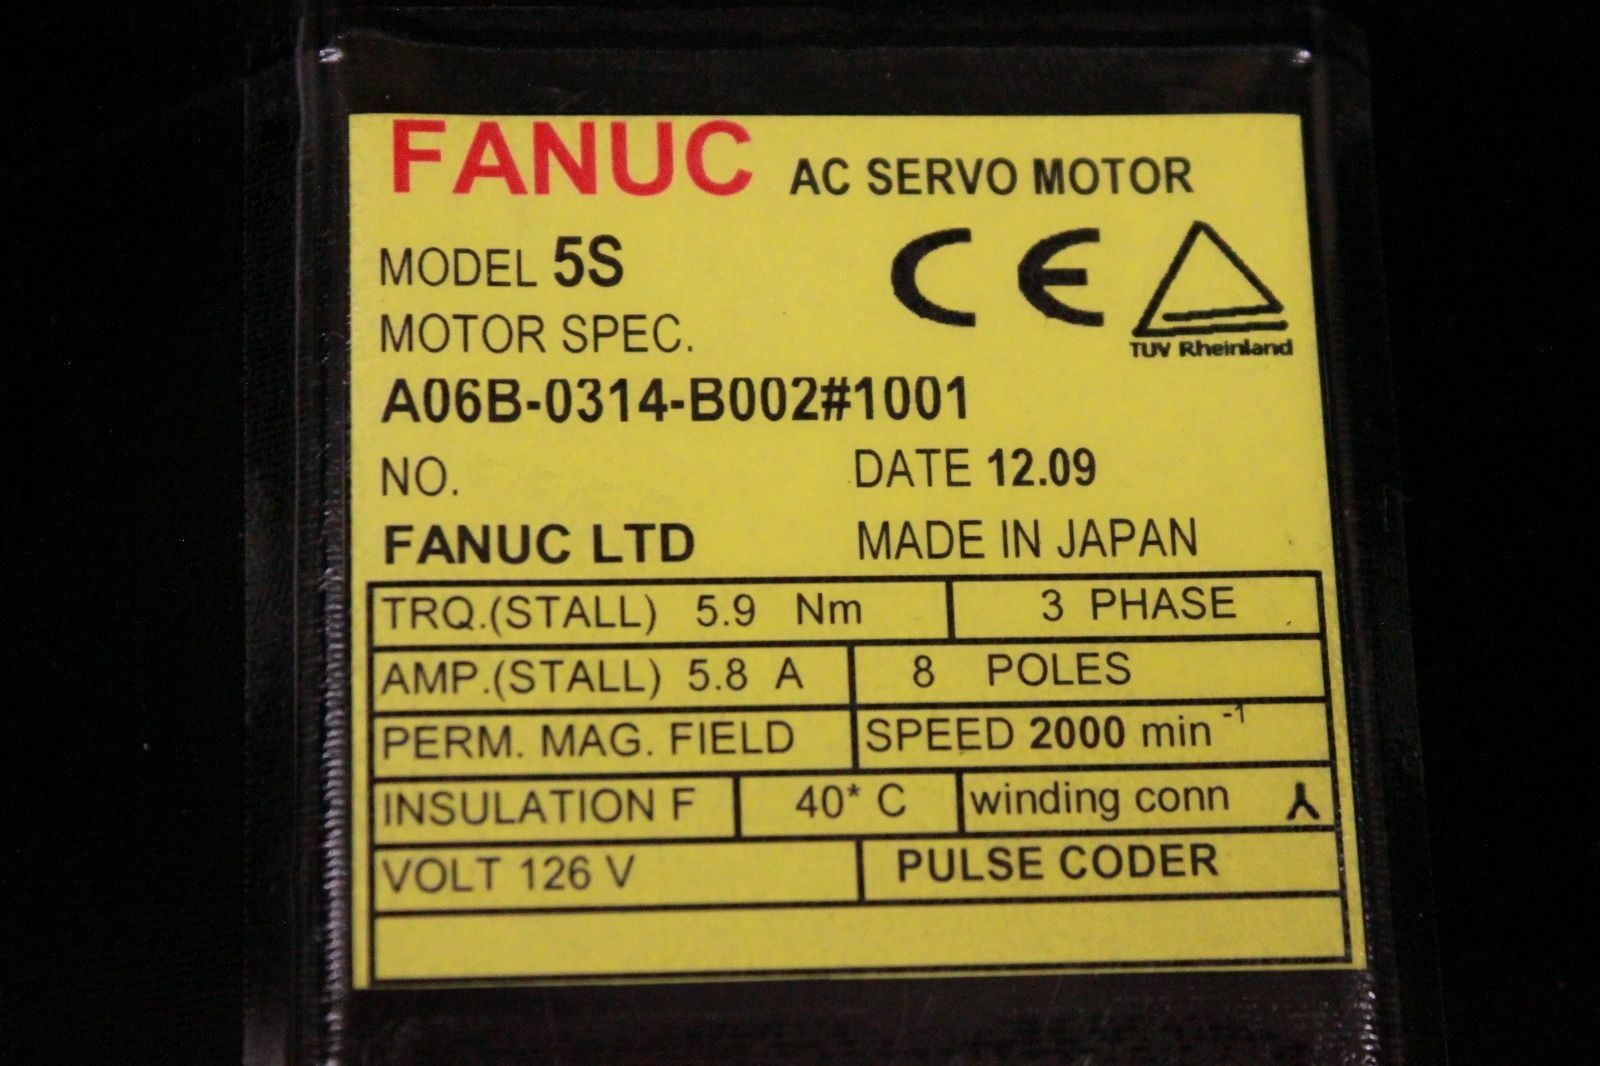 FANUC AC SERVO MOTOR
MODEL 5S
CE
TUV Rheinland
MOTOR SPEC.
A06B-0314-B002#1001
NO. DATE 12.09
FANUC LTD MADE IN JAPAN
TRQ.(STALL) 5.9 Nm 3 PHASE
AMP.(STALL) 5.8 A 8 POLES
PERM. MAG. FIELD SPEED 2000 min -1
INSULATION F 40* C winding conn
VOLT 126 V PULSE CODER